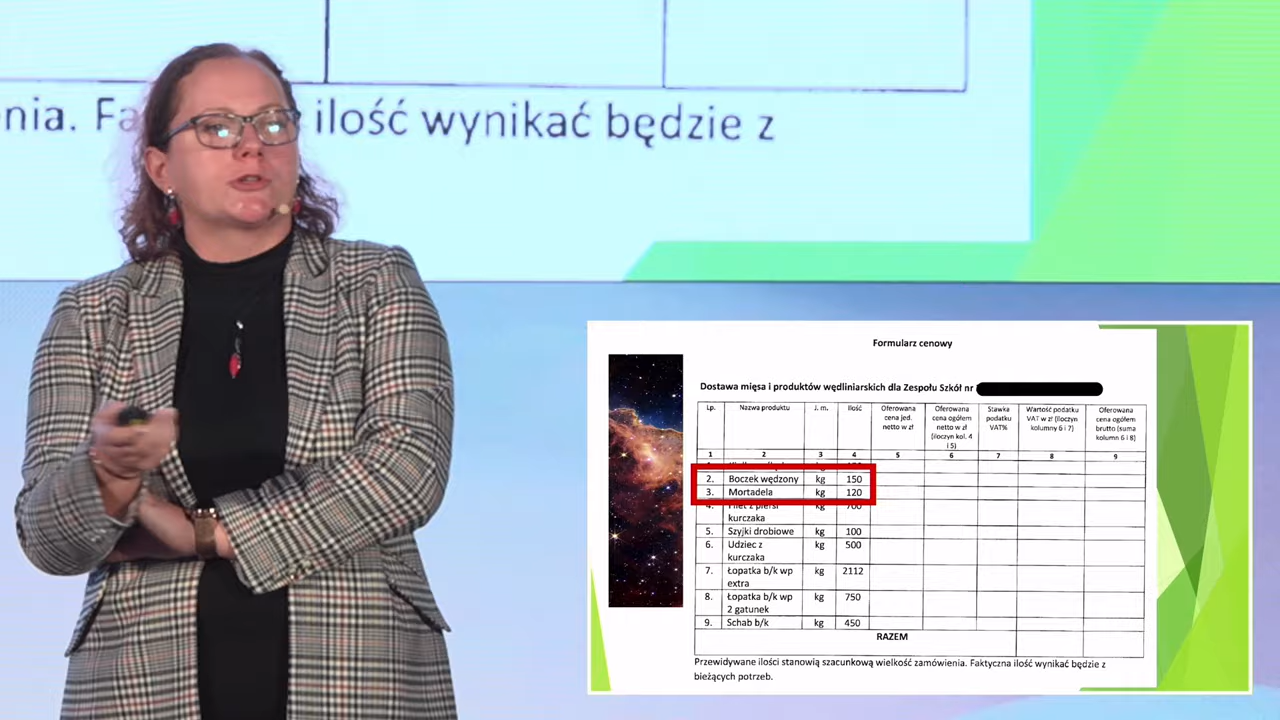 nia. Fa ilość wynikać będzie z
Formularz cenowy
Dostawa mięsa i produktów wędliniarskich dla Zespołu Szkół nr
Lp. Nazwa produktu J. m. Ilość Oferowana cena jed. netto w zł Oferowana cena ogółem netto w zł (iloczyn kol. 4 i 5) Stawka podatku VAT% Wartość podatku VAT w zł (iloczyn kolumny 6 i 7) Oferowana cena ogółem brutto (suma kolumn 6 i 8)
1 2 3 4 5 6 7 8 9
2. Boczek wędzony kg 150
3. Mortadela kg 120
4. Filet z piersi kg 700
kurczaka
5. Szyjki drobiowe kg 100
6. Udziec z kg 500
kurczaka
7. Łopatka b/k wp kg 2112
extra
8. Łopatka b/k wp kg 750
2 gatunek
9. Schab b/k kg 450
RAZEM
Przewidywane ilości stanowią szacunkową wielkość zamówienia. Faktyczna ilość wynikać będzie z
bieżących potrzeb.